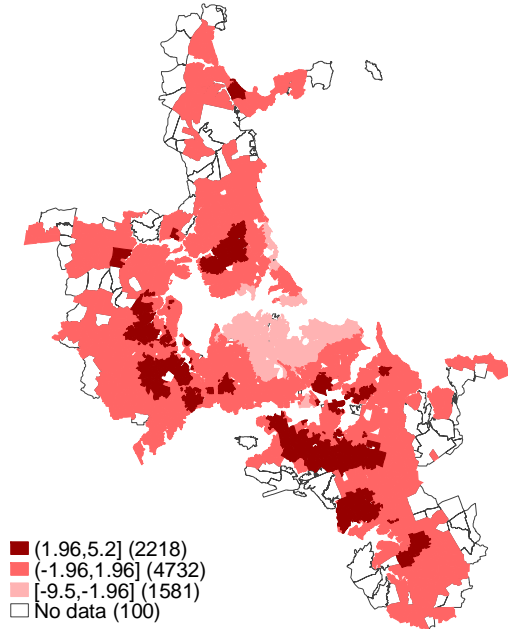 (1.96,5.2] (2218)
(-1.96,1.96] (4732)
[-9.5,-1.96] (1581)
No data (100)